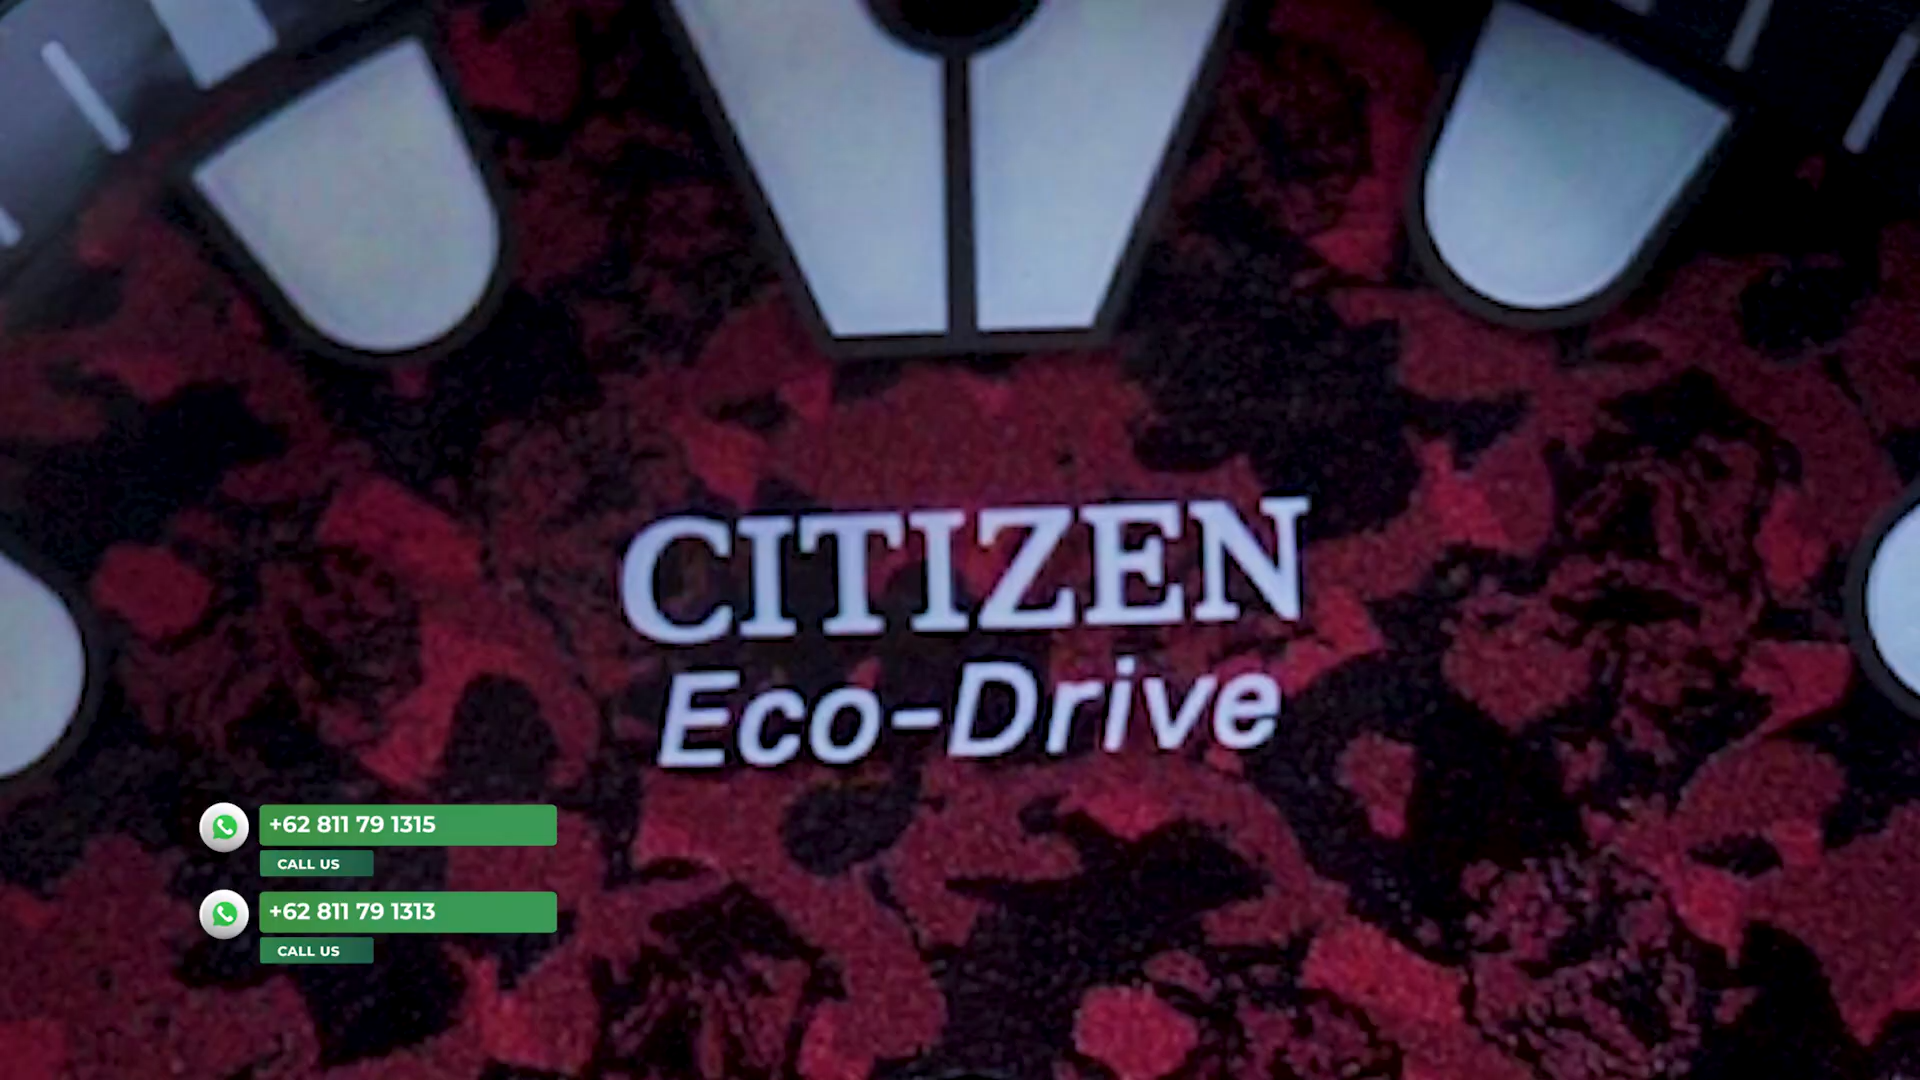 CITIZEN
Eco-Drive
+62 811 79 1315
CALL US
+62 811 79 1313
CALL US